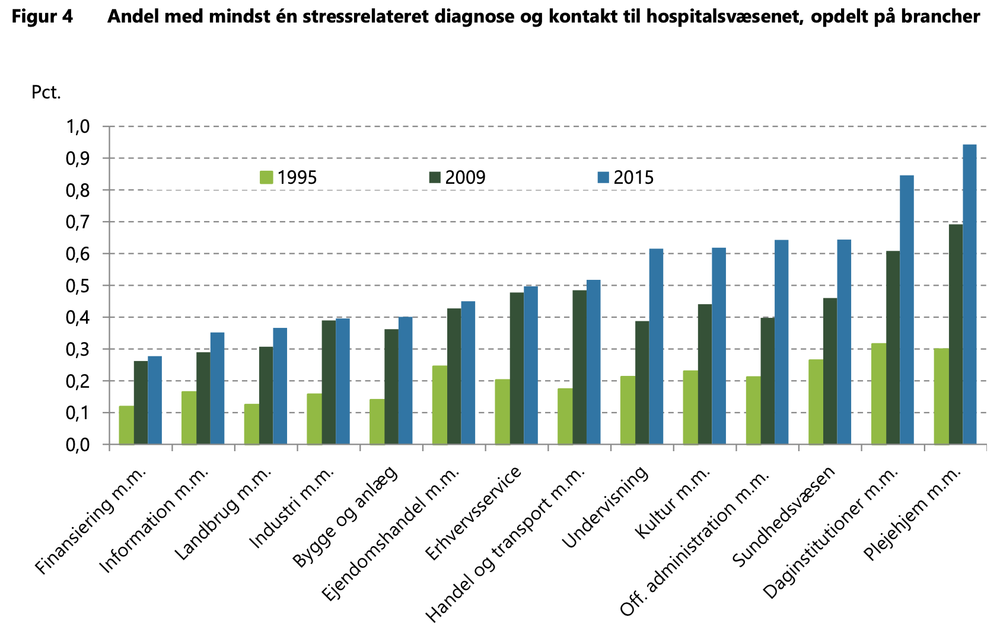 Figur 4 Andel med mindst én stressrelateret diagnose og kontakt til hospitalsvæsenet, opdelt på brancher
Pct.
1,0
0,9
1995 2009 2015
0,8
0,7
0,6
0,5
0,4
0,3
0,2
0,1
0,0
Finansiering m.m.
Information m.m.
Landbrug m.m.
Industri m.m.
Bygge og anlæg
Ejendomshandel m.m.
Erhvervsservice
Handel og transport m.m.
Undervisning
Kultur m.m.
Off. administration m.m.
Sundhedsvæsen
Daginstitutioner m.m.
Plejehjem m.m.